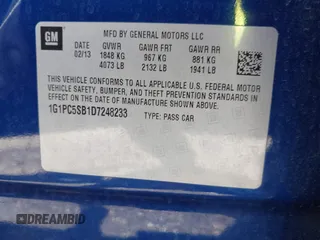 GM
MFD BY GENERAL MOTORS LLC
DATE GVWR GAWR FRT GAWR RR
02/13 1848 KG 967 KG 881 KG
4073 LB 2132 LB 1941 LB
THIS VEHICLE CONFORMS TO ALL APPLICABLE U.S. FEDERAL MOTOR
VEHICLE SAFETY, BUMPER, AND THEFT PREVENTION STANDARDS IN
EFFECT ON THE DATE OF MANUFACTURE SHOWN ABOVE.
1G1PC5SB1D7248233 TYPE: PASS CAR
© DREAMBID